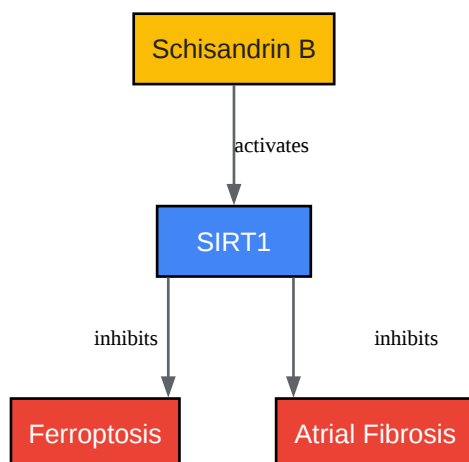 Schisandrin B
activates
SIRT1
inhibits
inhibits
Ferroptosis
Atrial Fibrosis